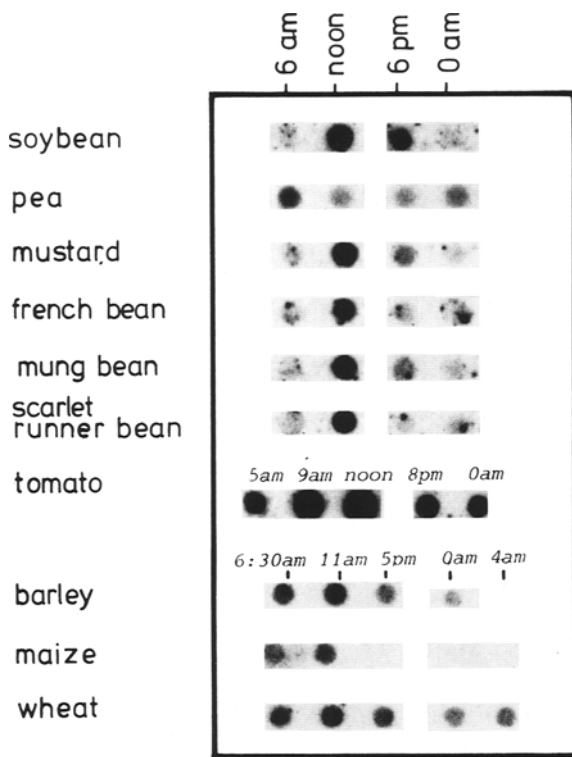 6 am noon 6 pm 0 am
soybean
pea
mustard
french bean
mung bean
scarlet
runner bean
5am 9am noon 8pm 0am
tomato
6:30am 11am 5pm 0am 4am
barley
maize
wheat